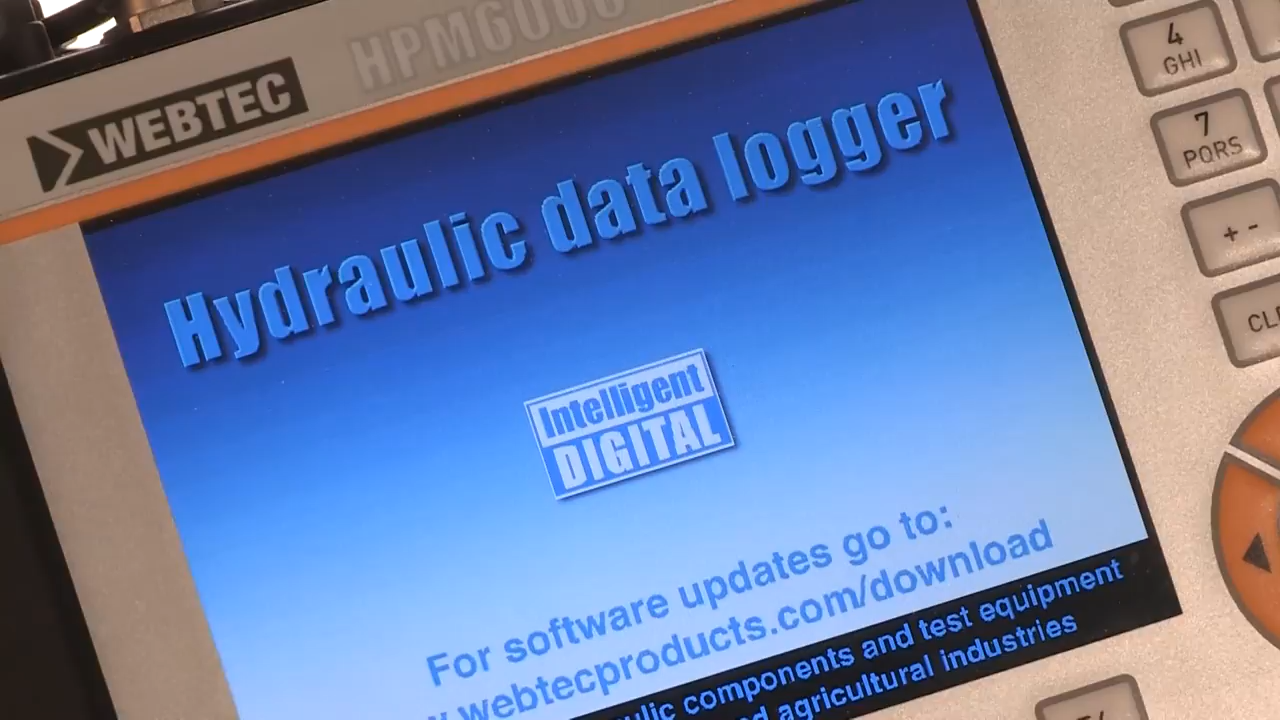 WEBTEC
HPM6000
Hydraulic data logger
Intelligent
DIGITAL
For software updates go to:
webtecproducts.com/download
components and test equipment
agricultural industries
4
GHI
7
PQRS
+ -